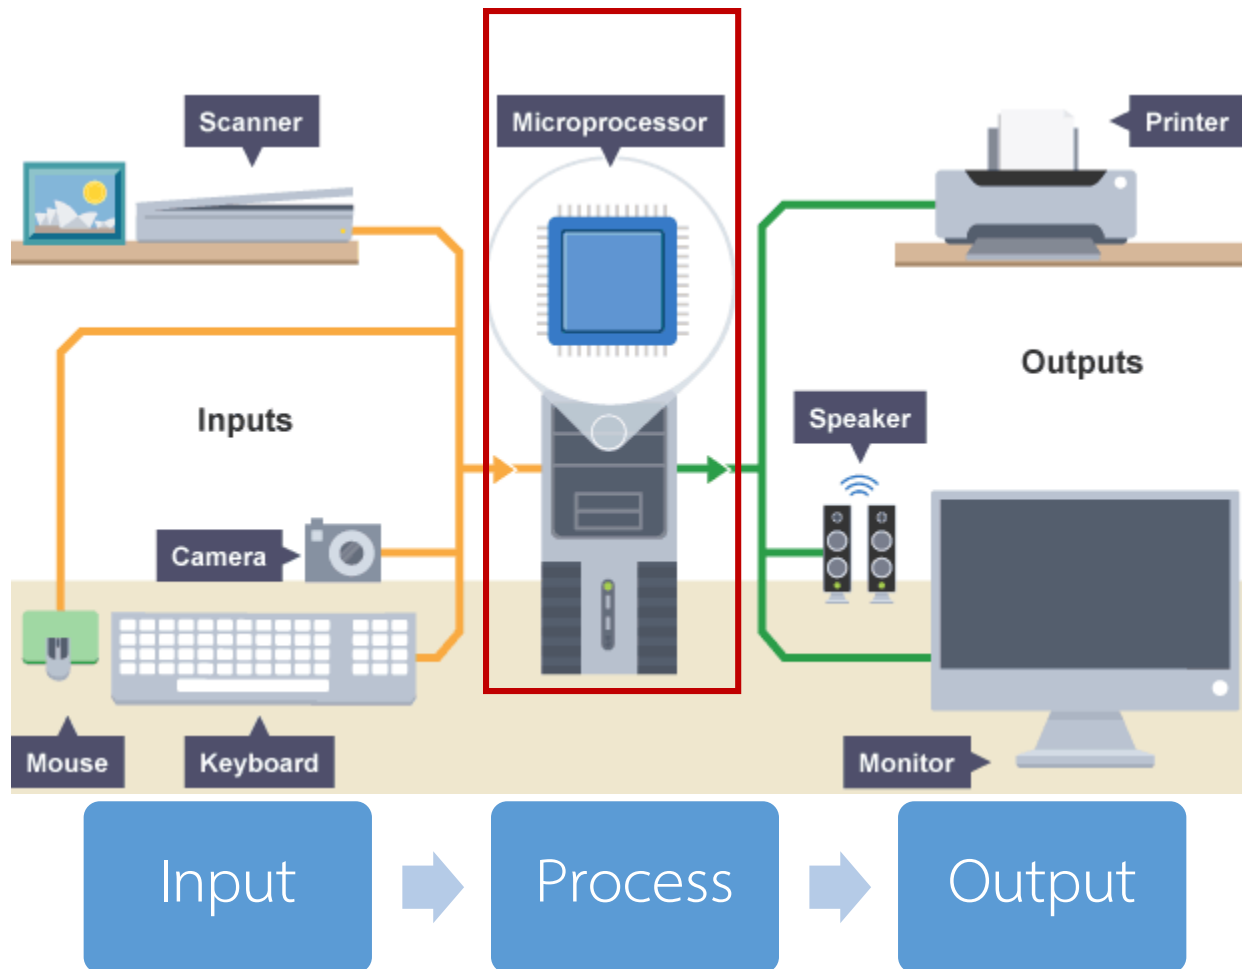 Scanner
Microprocessor
Printer
Inputs
Outputs
Speaker
Camera
Mouse
Keyboard
Monitor
Input
Process
Output